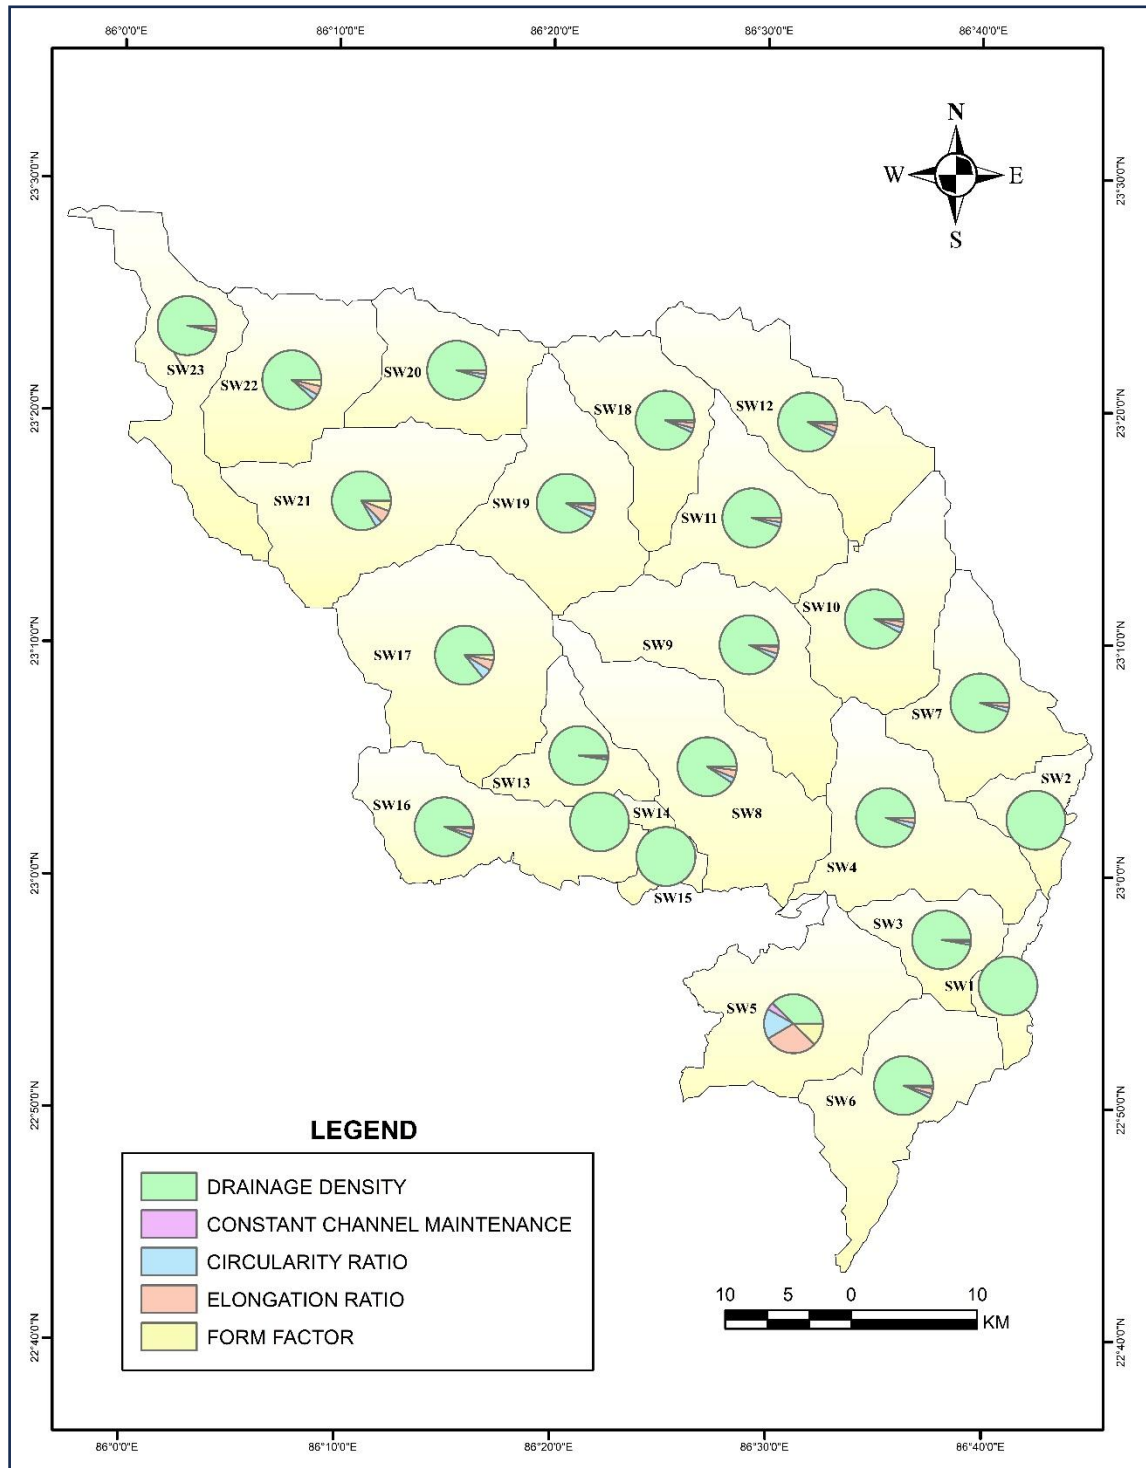 86°0'0"E 86°10'0"E 86°20'0"E 86°30'0"E 86°40'0"E
N
W E
S
23°30'0"N 23°30'0"N
SW23
SW22
SW20
SW18
SW12
23°20'0"N 23°20'0"N
SW21
SW19
SW11
SW10
SW9
23°10'0"N 23°10'0"N
SW17
SW7
SW2
SW13
SW16
SW14
SW8
SW4
23°0'0"N 23°0'0"N
SW15
SW3
SW1
SW5
SW6
22°50'0"N 22°50'0"N
LEGEND
DRAINAGE DENSITY
CONSTANT CHANNEL MAINTENANCE
CIRCULARITY RATIO
ELONGATION RATIO
FORM FACTOR
10 5 0 10
KM
22°40'0"N 22°40'0"N
86°0'0"E 86°10'0"E 86°20'0"E 86°30'0"E 86°40'0"E